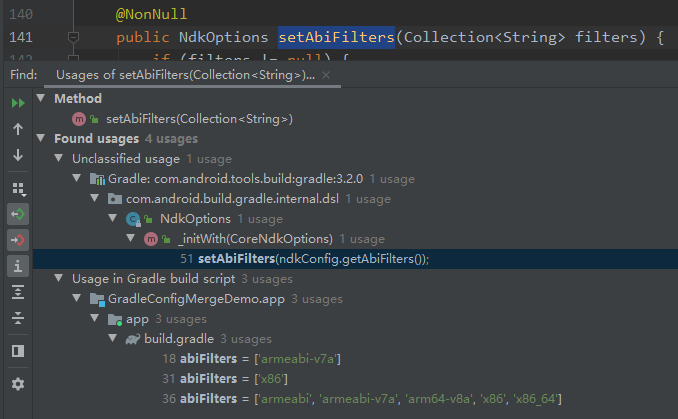 140 @NonNull
141 public NdkOptions setAbiFilters(Collection<String> filters) {
142 if (filters != null) {
Find: Usages of setAbiFilters(Collection<String>)... ×
Method
m setAbiFilters(Collection<String>)
Found usages 4 usages
Unclassified usage 1 usage
Gradle: com.android.tools.build:gradle:3.2.0 1 usage
com.android.build.gradle.internal.dsl 1 usage
C NdkOptions 1 usage
m _initWith(CoreNdkOptions) 1 usage
51 setAbiFilters(ndkConfig.getAbiFilters());
Usage in Gradle build script 3 usages
GradleConfigMergeDemo.app 3 usages
app 3 usages
build.gradle 3 usages
18 abiFilters = ['armeabi-v7a']
31 abiFilters = ['x86']
36 abiFilters = ['armeabi', 'armeabi-v7a', 'arm64-v8a', 'x86', 'x86_64']